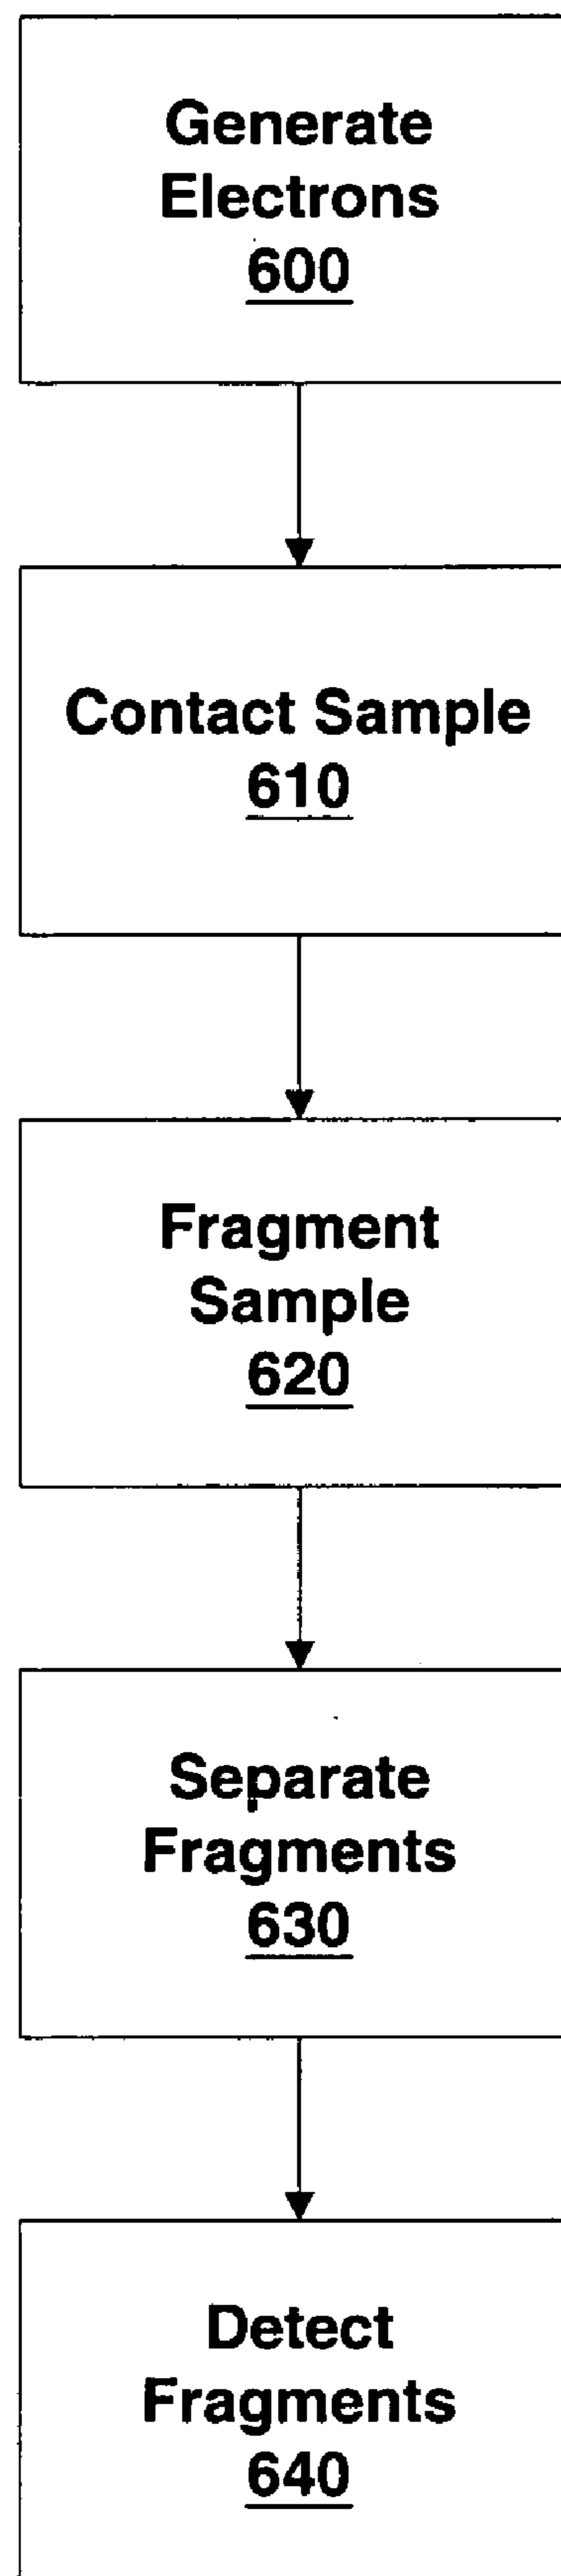 Generate
Electrons
600
Contact Sample
610
Fragment
Sample
620
Separate
Fragments
630
Detect
Fragments
640